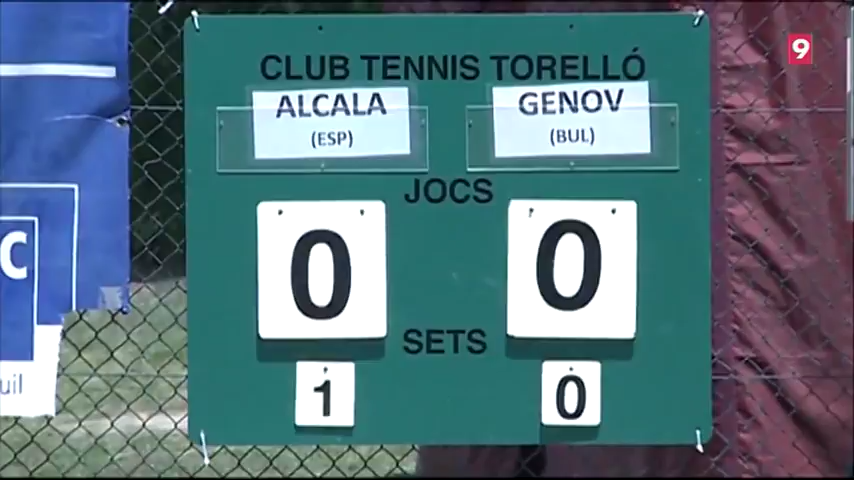 9
CLUB TENNIS TORELLÓ
ALCALA GENOV
(ESP) (BUL)
JOCS
0 0
SETS
1 0
C
uil